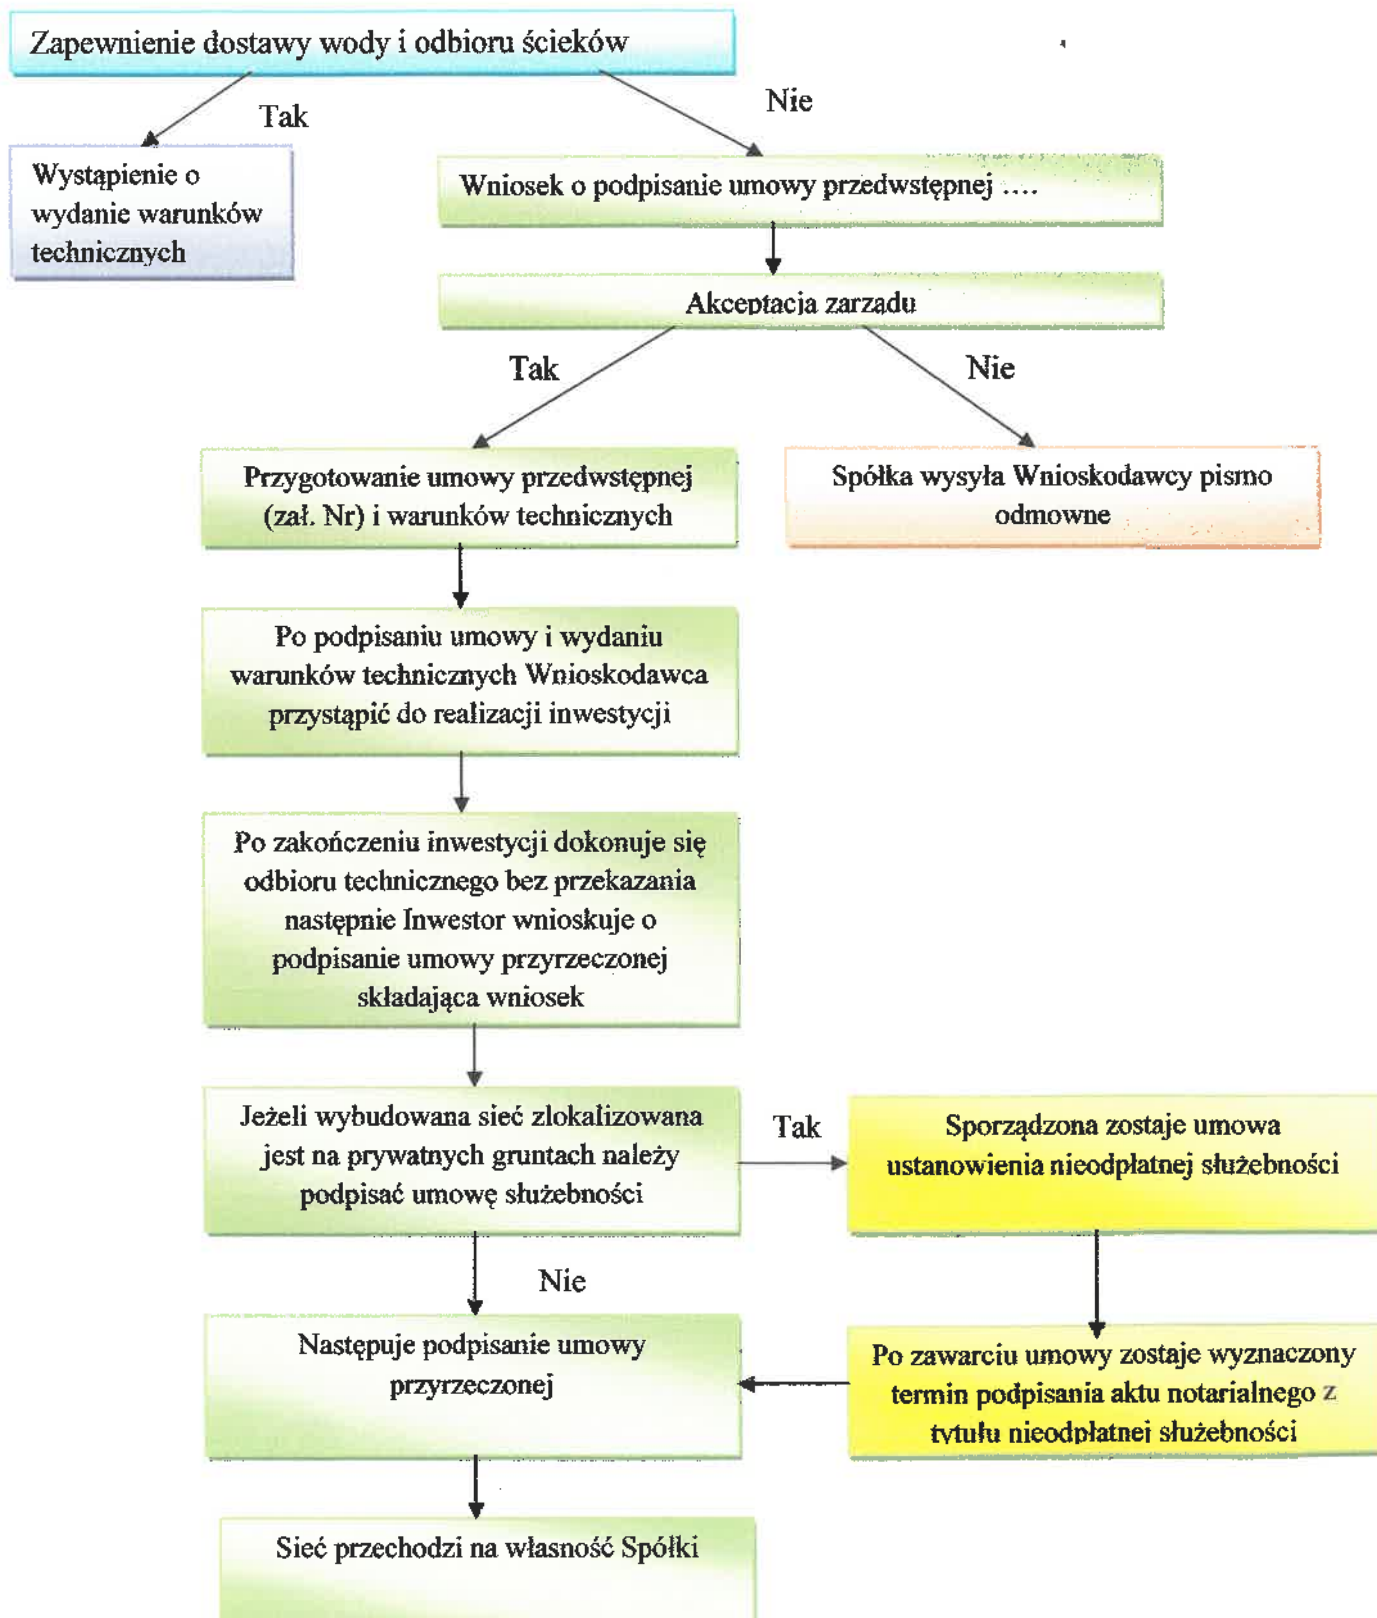 Zapewnienie dostawy wody i odbioru ścieków
Tak
Nie
Wystąpienie o
wydanie warunków
technicznych
Wniosek o podpisanie umowy przedwstępnej ....
Akceptacja zarządu
Tak
Nie
Przygotowanie umowy przedwstępnej
(zał. Nr) i warunków technicznych
Spółka wysyła Wnioskodawcy pismo
odmowne
Po podpisaniu umowy i wydaniu
warunków technicznych Wnioskodawca
przystąpić do realizacji inwestycji
Po zakończeniu inwestycji dokonuje się
odbioru technicznego bez przekazania
następnie Inwestor wnioskuje o
podpisanie umowy przyrzeczonej
składająca wniosek
Jeżeli wybudowana sieć zlokalizowana
jest na prywatnych gruntach należy
podpisać umowę służebności
Tak
Sporządzona zostaje umowa
ustanowienia nieodpłatnej służebności
Nie
Następuje podpisanie umowy
przyrzeczonej
Po zawarciu umowy zostaje wyznaczony
termin podpisania aktu notarialnego z
tytułu nieodpłatnej służebności
Sieć przechodzi na własność Spółki